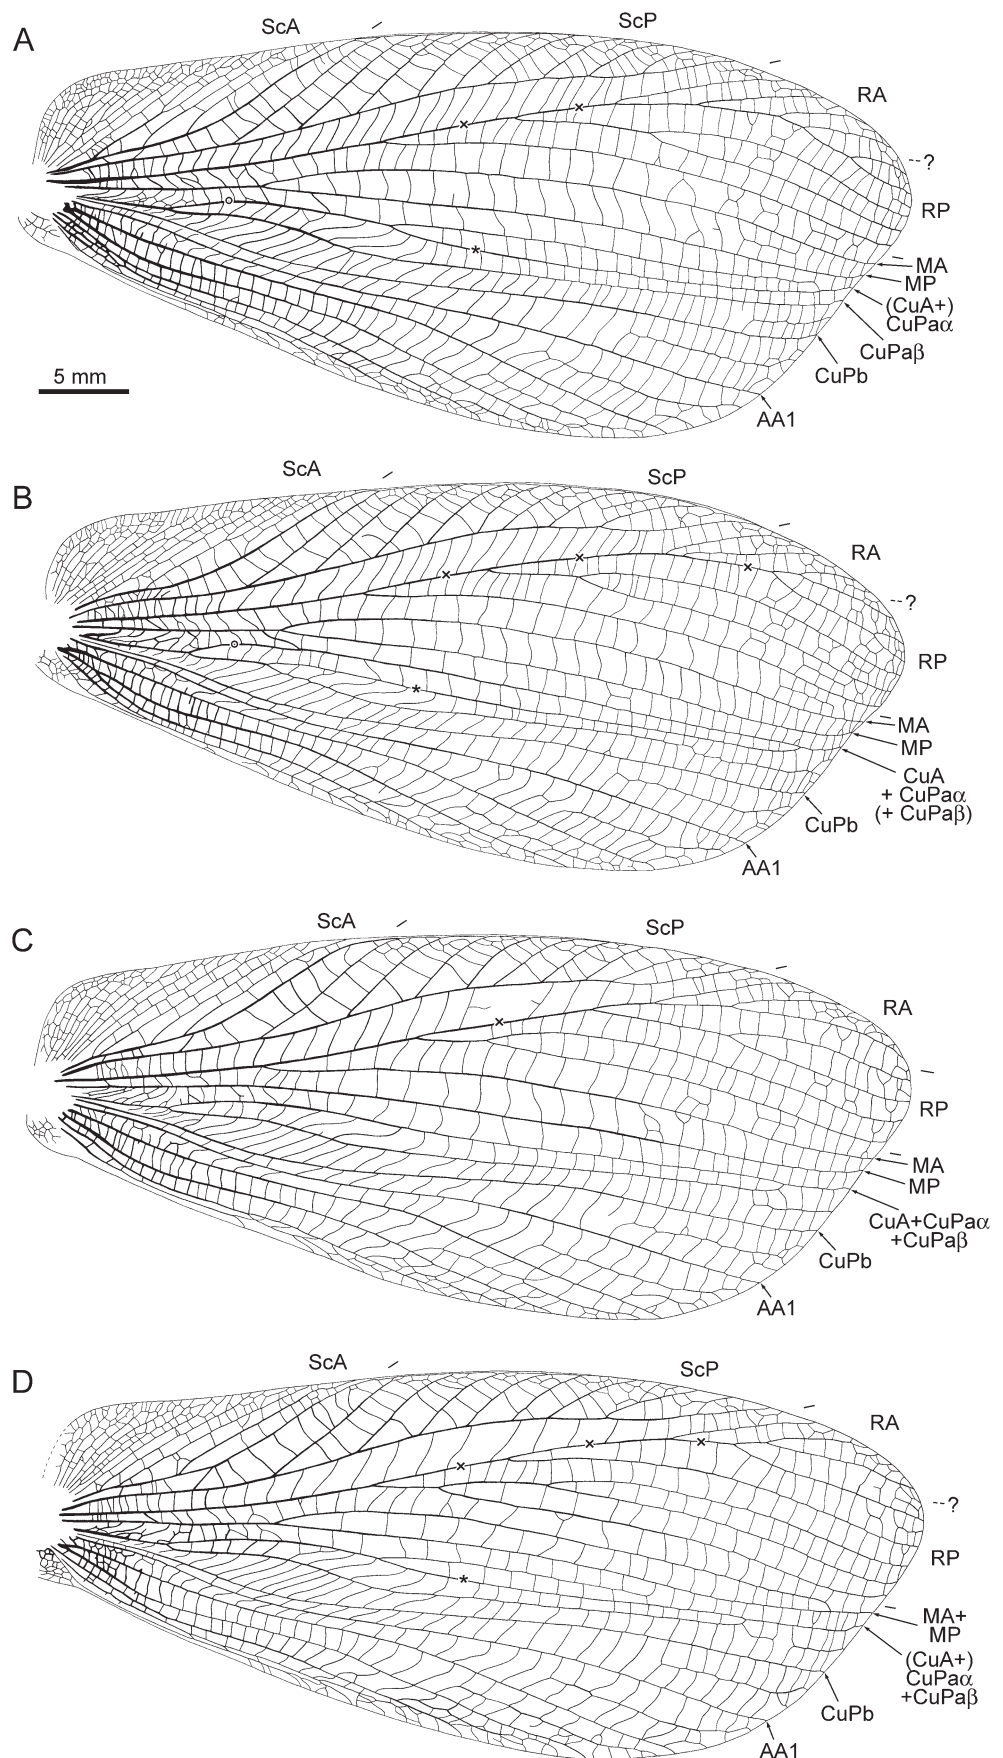 A
ScA
ScP
RA
--?
RP
MA
MP
(CuA+)
CuPaα
CuPaβ
CuPb
AA1
5 mm
B
ScA
ScP
RA
--?
RP
MA
MP
CuA
+ CuPaα
(+ CuPaβ)
CuPb
AA1
C
ScA
ScP
RA
RP
MA
MP
CuA+CuPaα
+CuPaβ
CuPb
AA1
D
ScA
ScP
RA
--?
RP
MA+
MP
(CuA+)
CuPaα
+CuPaβ
CuPb
AA1